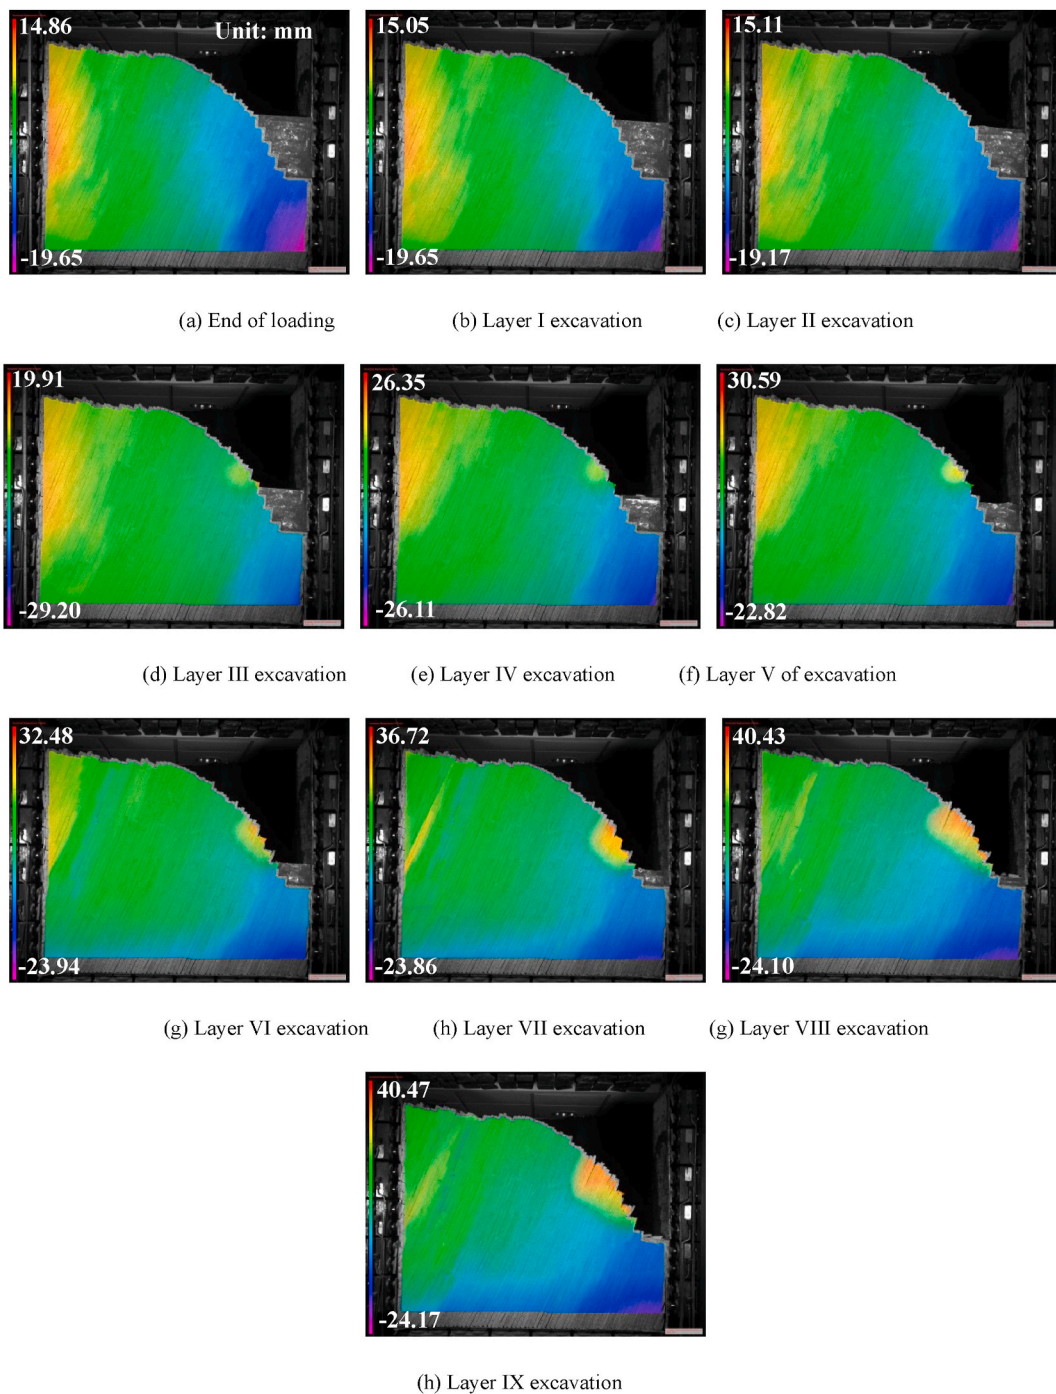 14.86
Unit: mm
15.05
15.11
-19.65
-19.65
-19.17
(a) End of loading
(b) Layer I excavation
(c) Layer II excavation
19.91
26.35
30.59
-29.20
-26.11
-22.82
(d) Layer III excavation
(e) Layer IV excavation
(f) Layer V of excavation
32.48
36.72
40.43
-23.94
-23.86
-24.10
(g) Layer VI excavation
(h) Layer VII excavation
(g) Layer VIII excavation
40.47
-24.17
(h) Layer IX excavation